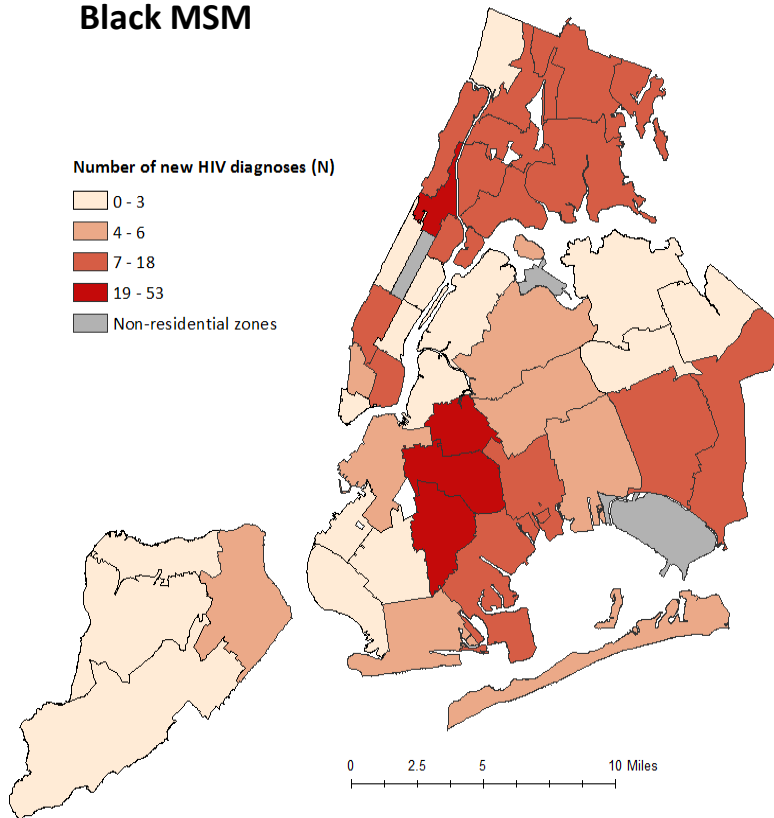 Black MSM
Number of new HIV diagnoses (N)
0 - 3
4 - 6
7 - 18
19 - 53
Non-residential zones
0 2.5 5 10 Miles